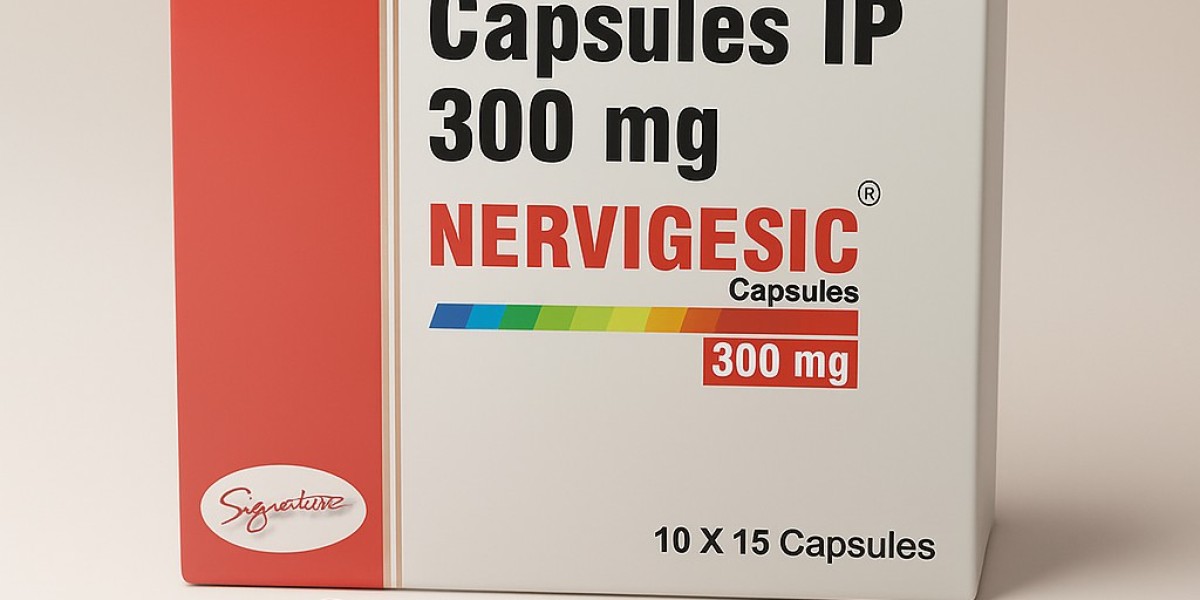 Capsules IP
300 mg
NERVIGESIC®
Capsules
300 mg
Signature
10 X 15 Capsules